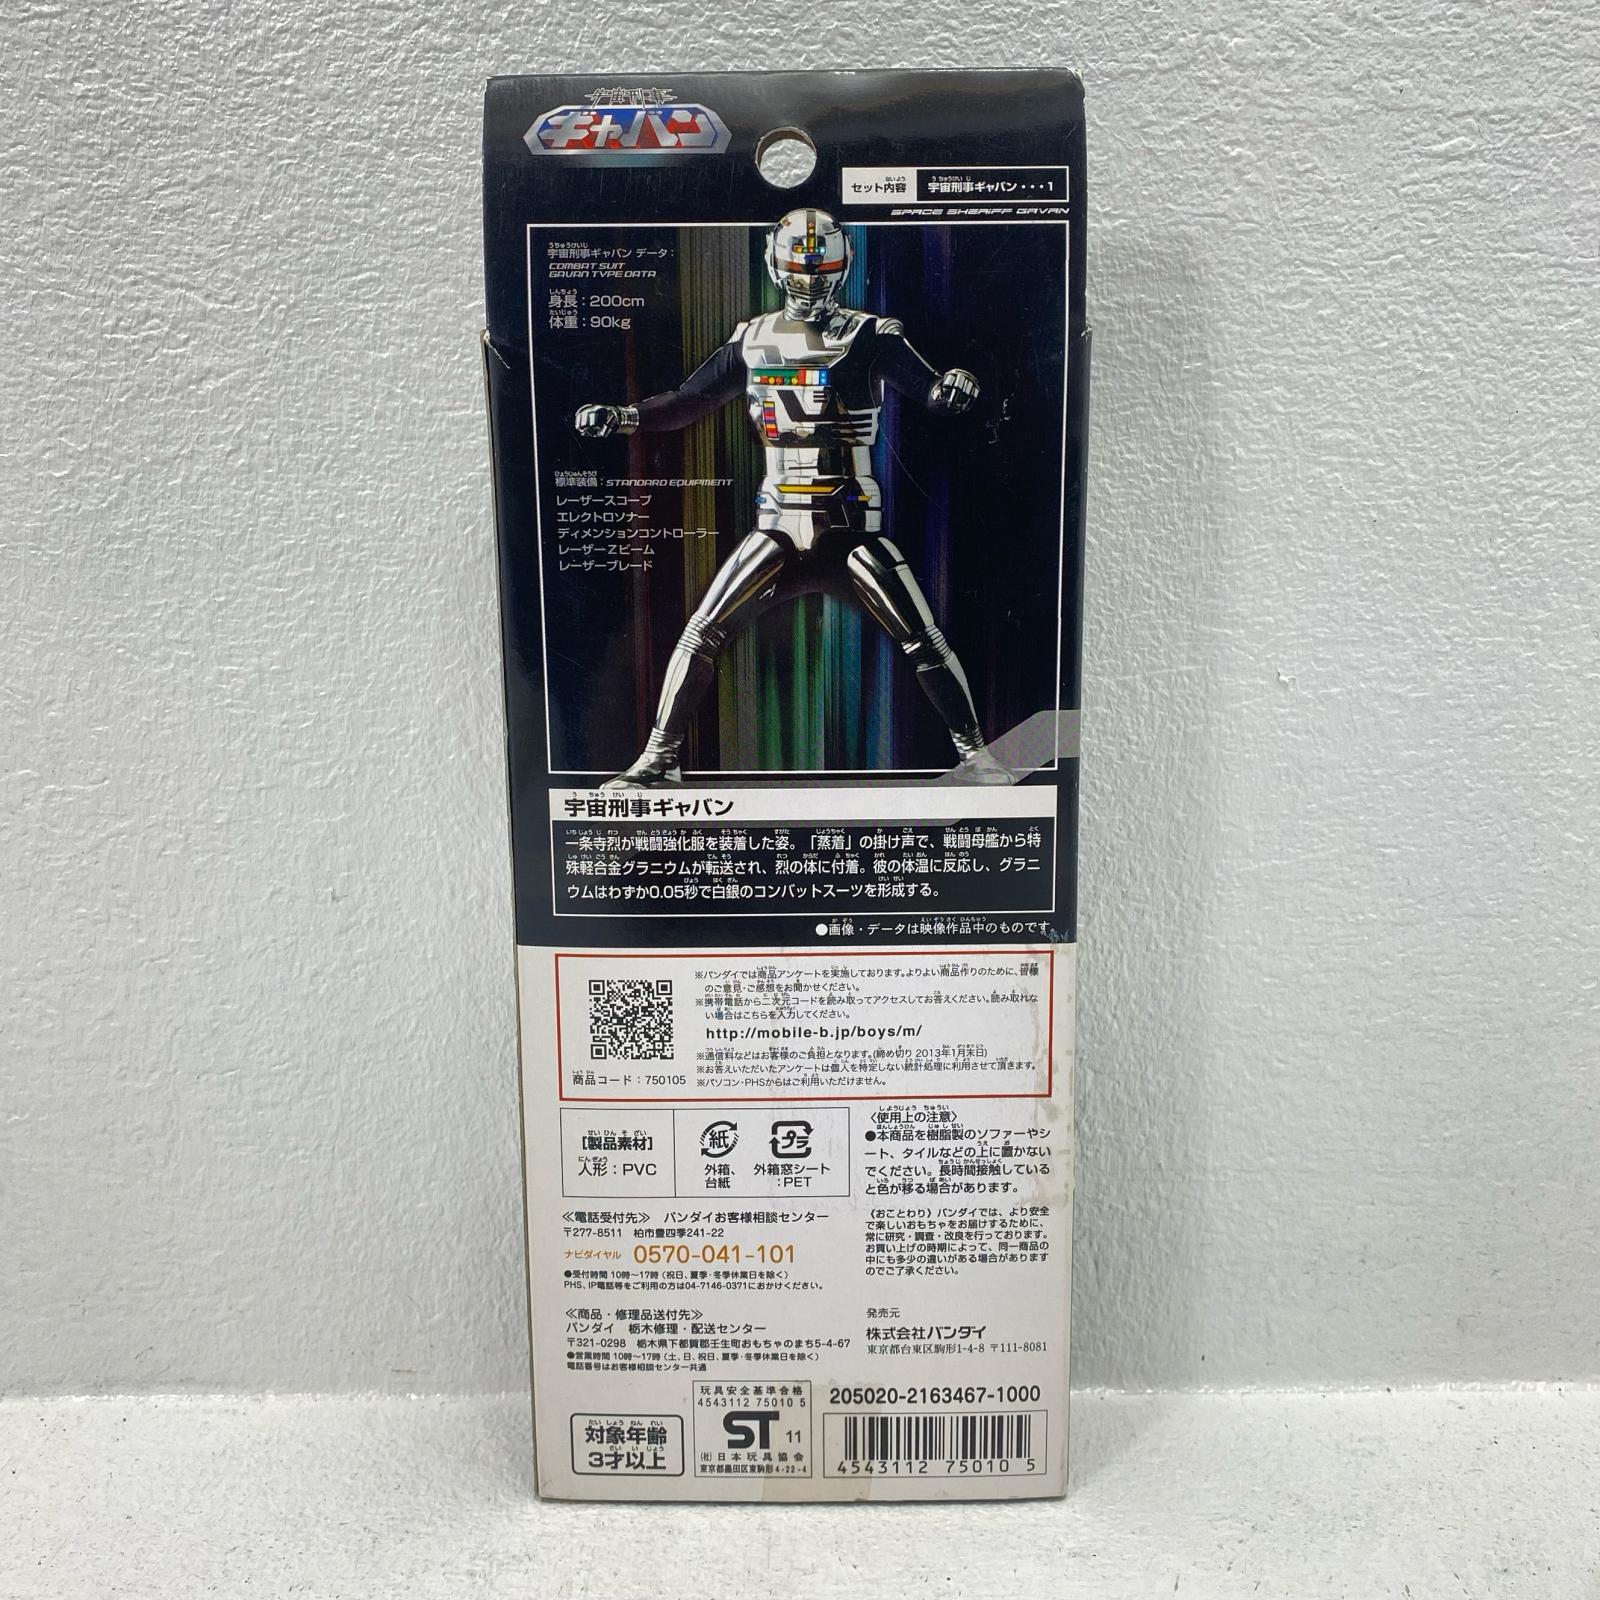 宇宙刑事
ギャバン
セット内容 宇宙刑事ギャバン・・・1
SPACE SHERIFF GAVAN
宇宙刑事ギャバン データ：
COMBAT SUIT
GAVAN TYPE DATA
身長：200cm
体重：90kg
標準装備：STANDARD EQUIPMENT
レーザースコープ
エレクトロソナー
ディメンションコントローラー
レーザーZビーム
レーザーブレード
宇宙刑事ギャバン
一条寺烈が戦闘強化服を装着した姿。「蒸着」の掛け声で、戦闘母艦から特
殊軽合金グラニウムが転送され、烈の体に付着。彼の体温に反応し、グラニ
ウムはわずか0.05秒で白銀のコンバットスーツを形成する。
●画像・データは映像作品中のものです。
※バンダイでは商品アンケートを実施しております。よりよい商品作りのために、皆様
のご意見・ご感想をお聞かせください。
※携帯電話から二次元コードを読み取ってアクセスしてお答えください。読み取れな
い場合はこちらを入力してください。
http://mobile-b.jp/boys/m/
※通信料などはお客様のご負担となります。(締め切り 2013年1月末日)
※お答えいただいたアンケートは個人を特定しない統計処理に利用させて頂きます。
※パソコン・PHSからはご利用いただけません。
商品コード：750105
[製品素材]
人形：PVC
紙
外箱、
台紙
プラ
外箱窓シート
：PET
〈使用上の注意〉
●本商品を樹脂製のソファーやシ
ート、タイルなどの上に置かない
でください。長時間接触している
と色が移る場合があります。
≪電話受付先≫ バンダイお客様相談センター
〒277-8511 柏市豊四季241-22
ナビダイヤル 0570-041-101
●受付時間 10時〜17時 (祝日、夏季・冬季休業日を除く)
PHS、IP電話等をご利用の方は04-7146-0371におかけください。
《おことわり》バンダイでは、より安全
で楽しいおもちゃをお届けするために、
常に研究・調査・改良を行っております。
お買い上げの時期によって、同一商品の
中にも多少の違いがある場合があります
のでご了承ください。
≪商品・修理品送付先≫
バンダイ 栃木修理・配送センター
〒321-0298 栃木県下都賀郡壬生町おもちゃのまち5-4-67
●営業時間 10時〜17時 (土、日、祝日、夏季・冬季休業日を除く)
電話番号はお客様相談センター共通
発売元
株式会社バンダイ
東京都台東区駒形1-4-8 〒111-8081
対象年齢
3才以上
玩具安全基準合格
4543112 75010 5
ST 11
(社)日本玩具協会
東京都墨田区東駒形4-22-4
205020-2163467-1000
4543112 75010 5